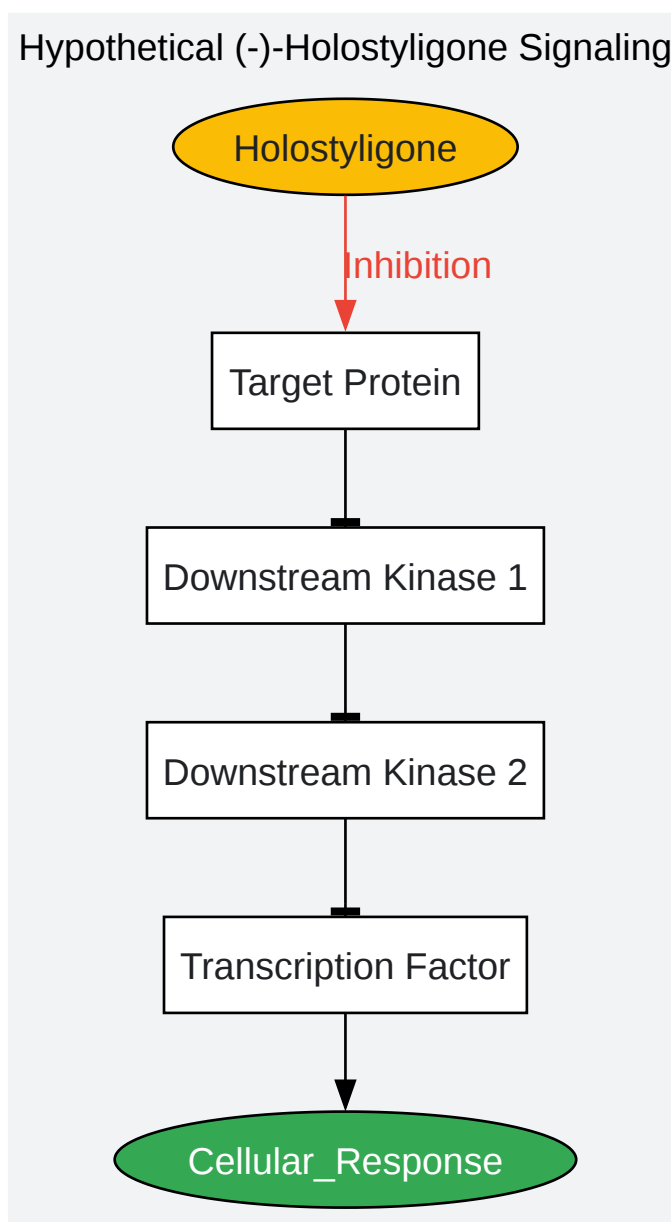 Hypothetical (-)-Holostyligone Signaling
Holostyligone
Inhibition
Target Protein
Downstream Kinase 1
Downstream Kinase 2
Transcription Factor
Cellular_Response